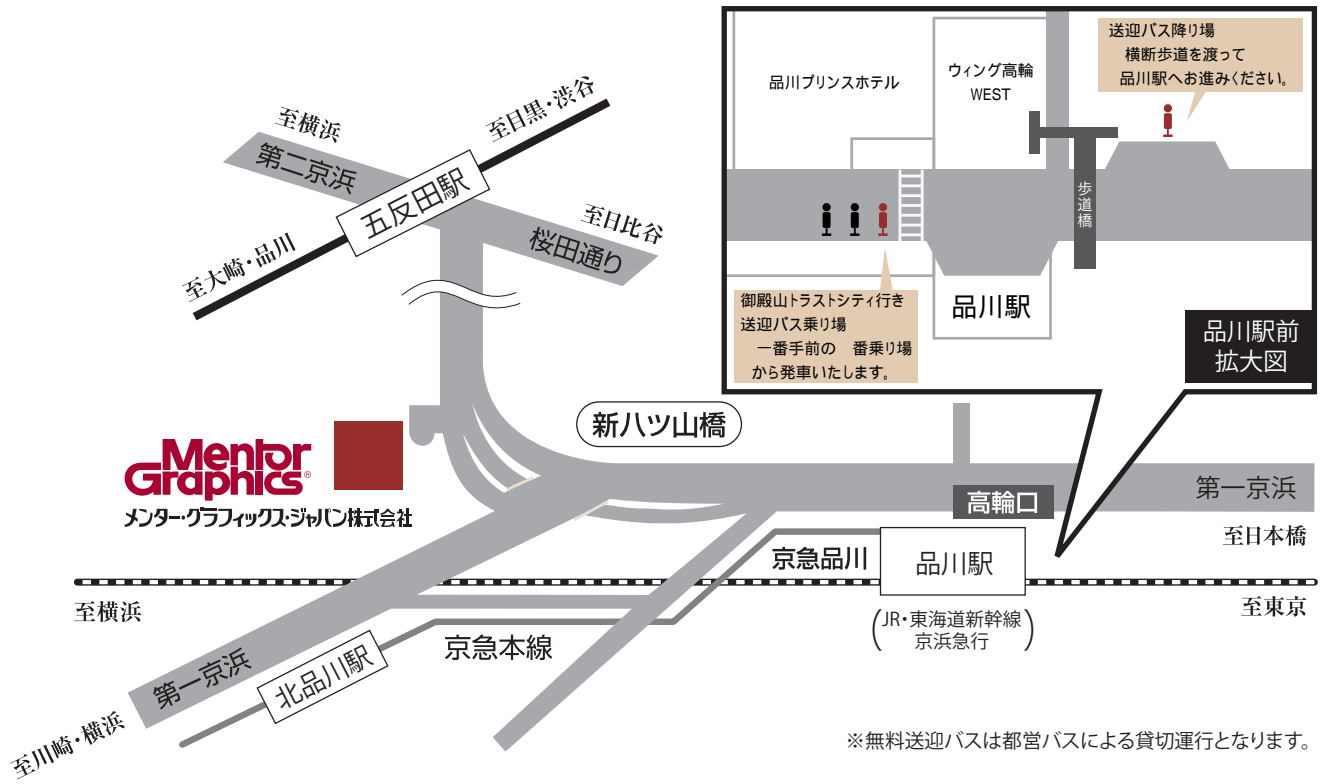 送迎バス降り場
横断歩道を渡って
品川駅へお進みください。
品川プリンスホテル
ウィング高輪
WEST
歩道橋
御殿山トラストシティ行き
送迎バス乗り場
一番手前の　番乗り場
から発車いたします。
品川駅
品川駅前
拡大図
至横浜
第二京浜
至目黒・渋谷
五反田駅
至大崎・品川
至日比谷
桜田通り
新八ツ山橋
Mentor
Graphics®
メンター・グラフィックス・ジャパン株式会社
第一京浜
高輪口
至日本橋
京急品川
品川駅
至横浜
至東京
(JR・東海道新幹線
京浜急行)
京急本線
北品川駅
第一京浜
至川崎・横浜
※無料送迎バスは都営バスによる貸切運行となります。